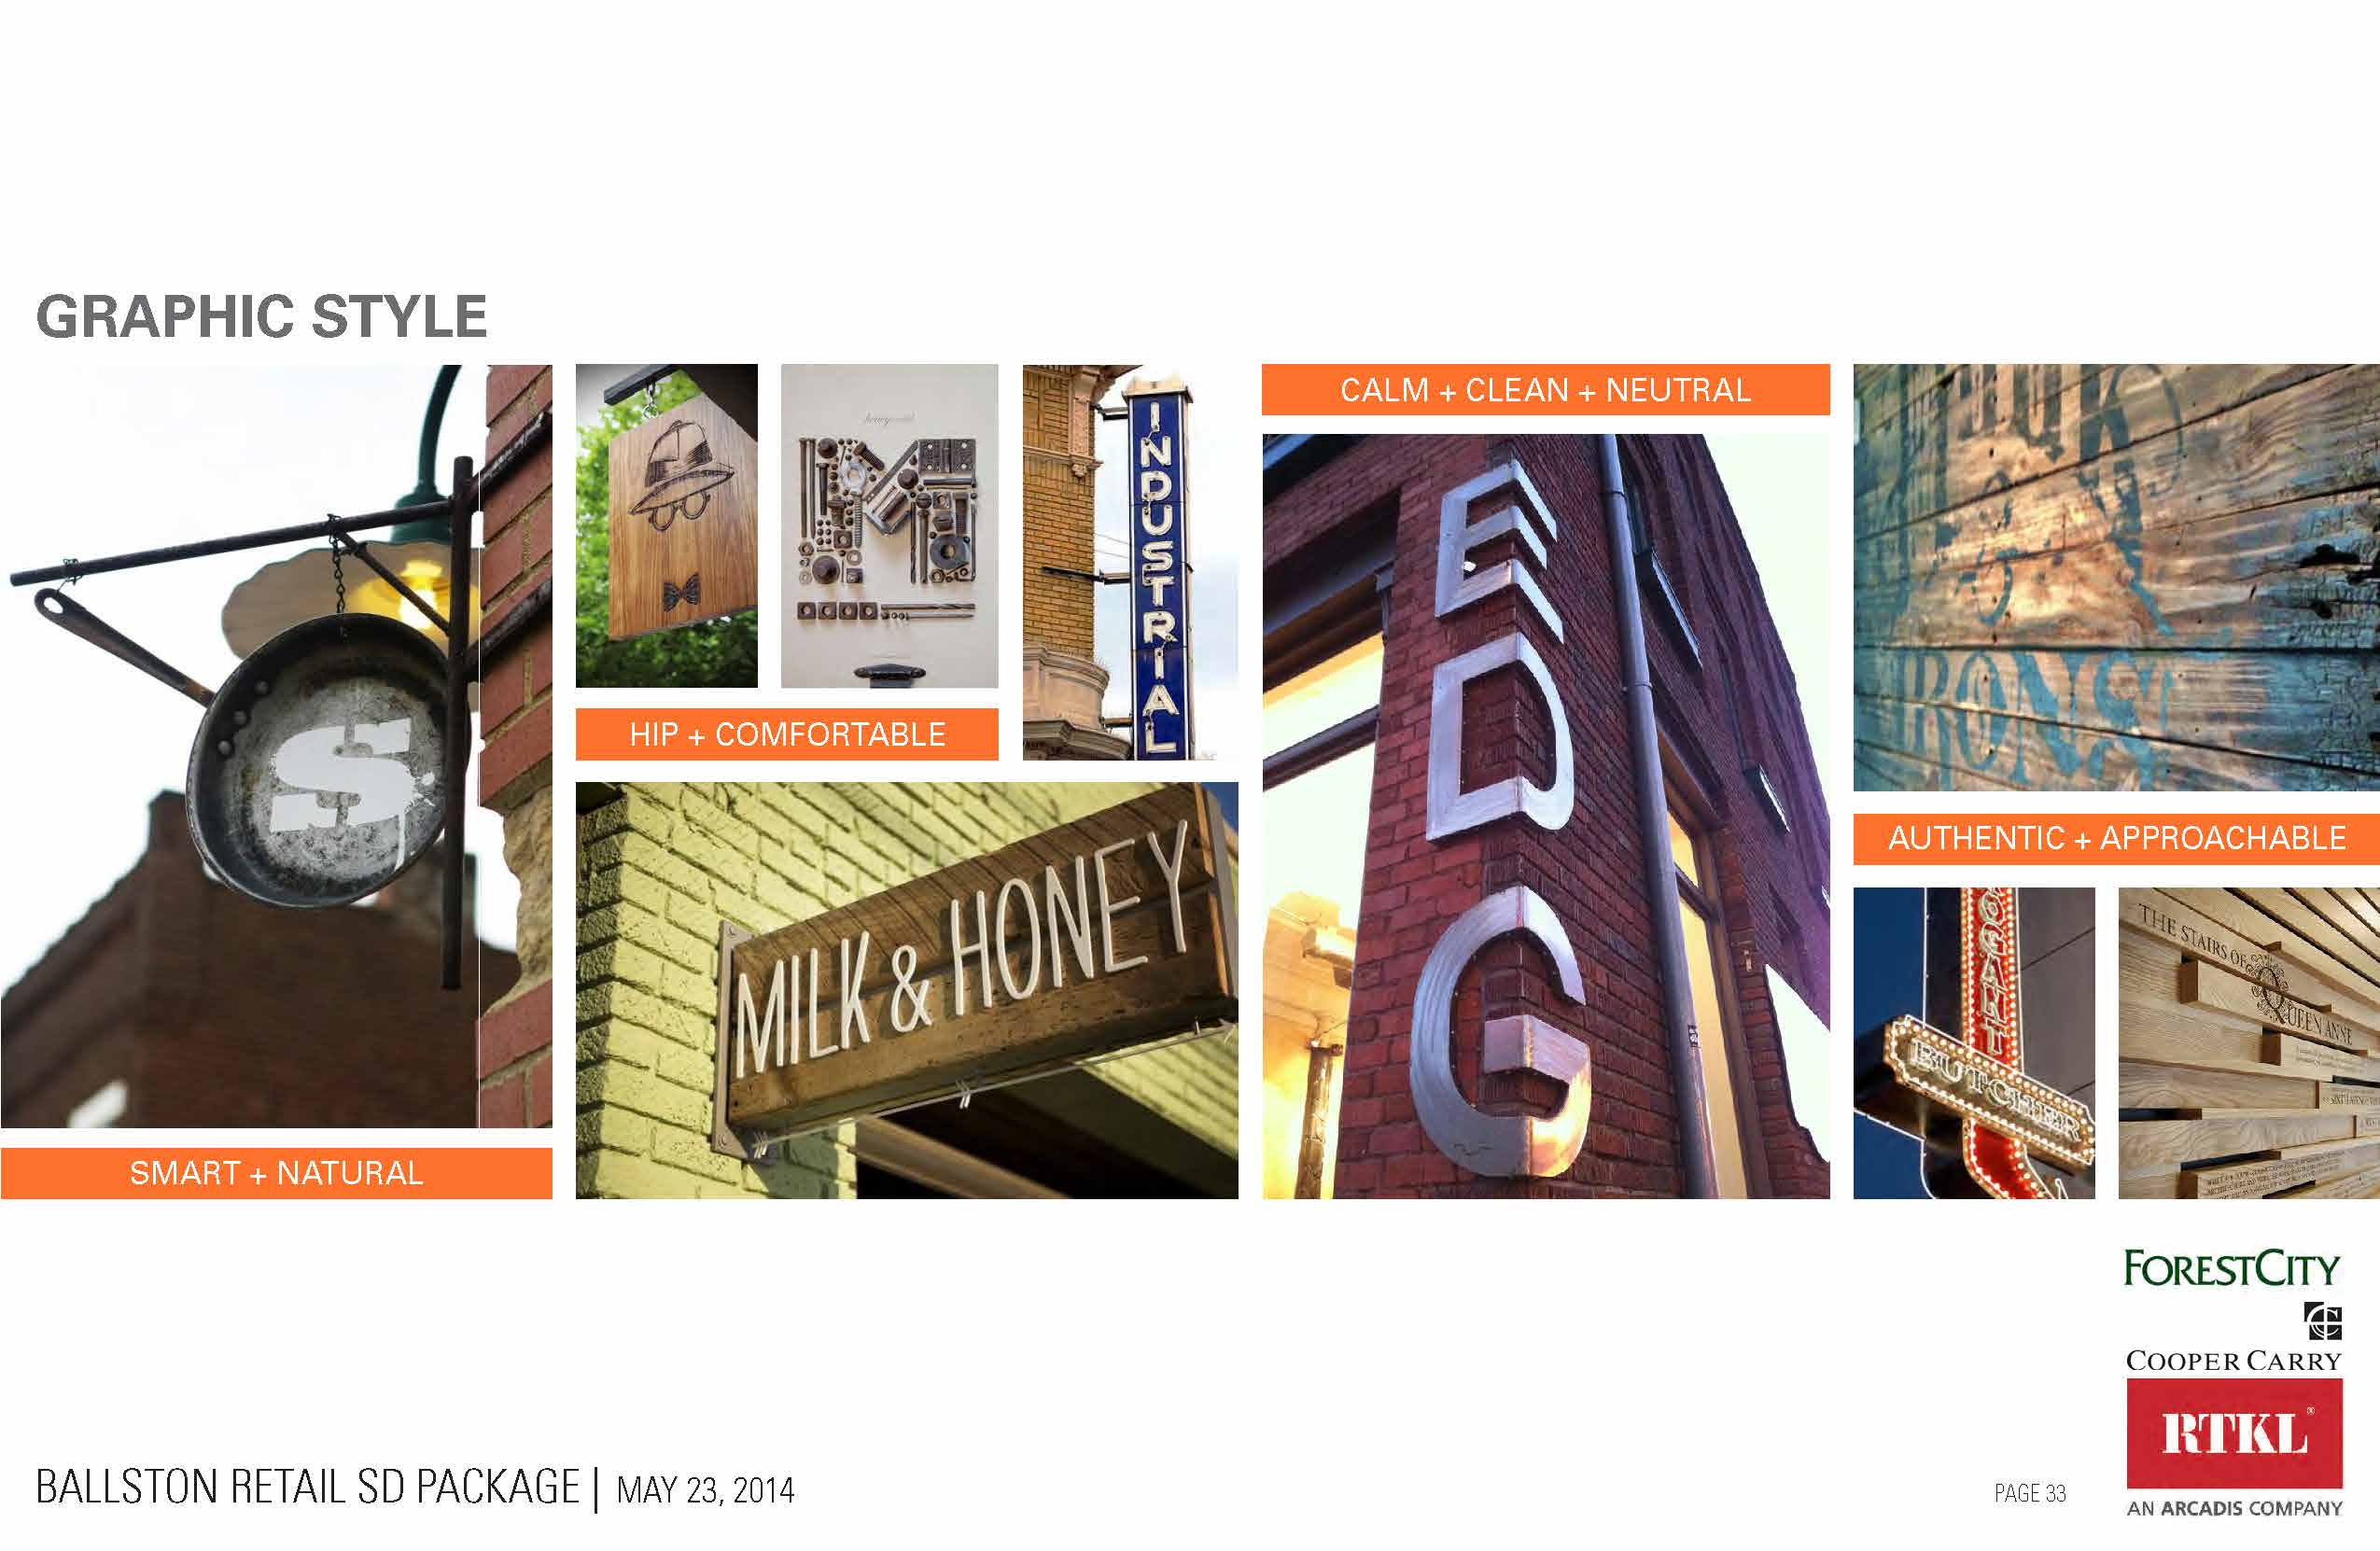 GRAPHIC STYLE
S
INDUSTRIAL
HIP + COMFORTABLE
MILK & HONEY
SMART + NATURAL
CALM + CLEAN + NEUTRAL
EDG
AUTHENTIC + APPROACHABLE
BUTCHER
THE STAIRS OF
QUEEN ANNE
FORESTCITY
COOPER CARRY
RTKL®
AN ARCADIS COMPANY
BALLSTON RETAIL SD PACKAGE | MAY 23, 2014
PAGE 33